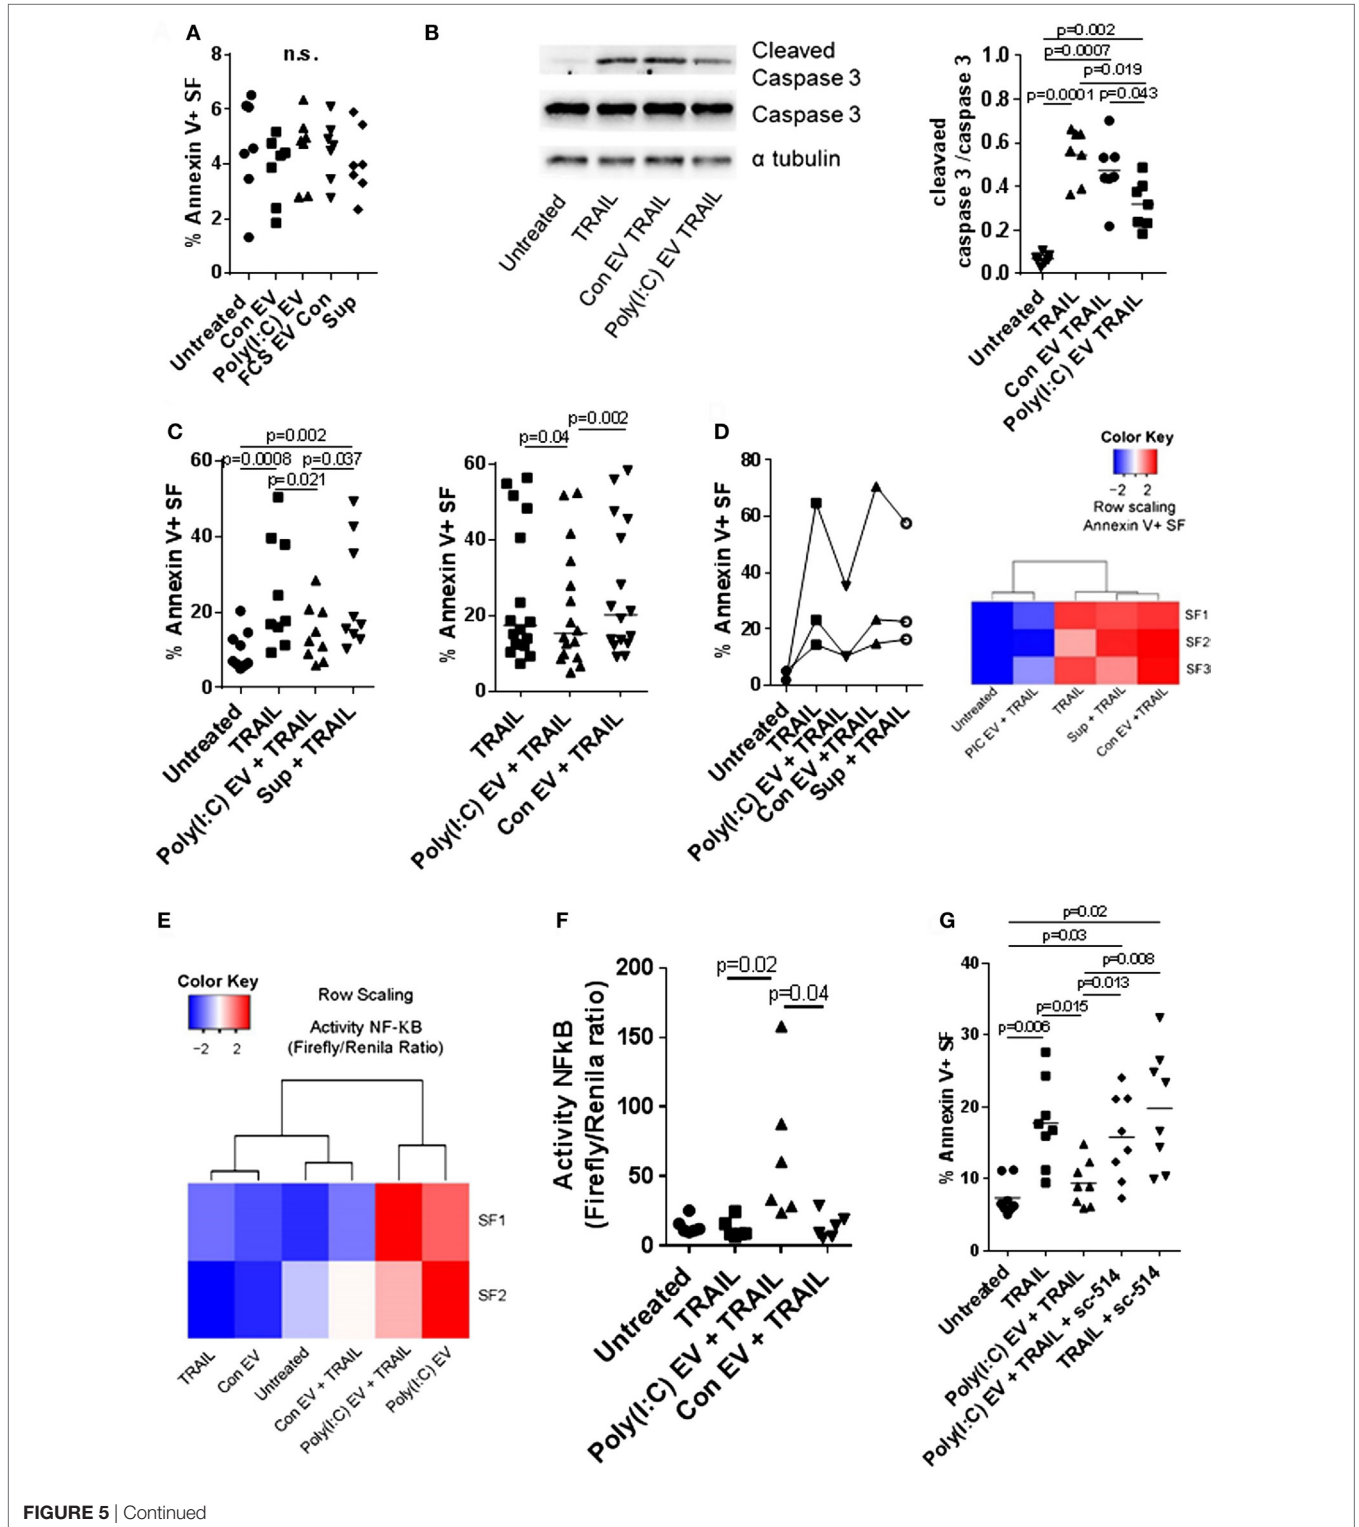 A
n.s.
% Annexin V+ SF
8
6
4
2
0
Untreated
Con EV
Poly(I:C) EV
FCS EV Con
Sup
B
Cleaved
Caspase 3
Caspase 3
α tubulin
Untreated
TRAIL
Con EV TRAIL
Poly(I:C) EV TRAIL
p=0.002
p=0.0007
p=0.019
p=0.0001
p=0.043
cleavaed
caspase 3 /caspase 3
1.0
0.8
0.6
0.4
0.2
0.0
Untreated
TRAIL
Con EV TRAIL
Poly(I:C) EV TRAIL
C
p=0.002
p=0.0008
p=0.037
p=0.021
% Annexin V+ SF
60
40
20
0
Untreated
TRAIL
Poly(I:C) EV + TRAIL
Sup + TRAIL
p=0.002
p=0.04
% Annexin V+ SF
60
40
20
0
TRAIL
Poly(I:C) EV + TRAIL
Con EV + TRAIL
D
% Annexin V+ SF
80
60
40
20
0
Untreated
TRAIL
Poly(I:C) EV + TRAIL
Con EV +TRAIL
Sup + TRAIL
Color Key
−2 2
Row scaling
Annexin V+ SF
SF1
SF2
SF3
Untreated
PIC EV + TRAIL
TRAIL
Sup + TRAIL
Con EV +TRAIL
E
Color Key
−2 2
Row Scaling
Activity NF-KB
(Firefly/Renila Ratio)
SF1
SF2
TRAIL
Con EV
Untreated
Con EV + TRAIL
Poly(I:C) EV + TRAIL
Poly(I:C) EV
F
p=0.02
p=0.04
Activity NFkB
(Firefly/Renila ratio)
200
150
100
50
0
Untreated
TRAIL
Poly(I:C) EV + TRAIL
Con EV + TRAIL
G
p=0.02
p=0.03
p=0.008
p=0.013
p=0.015
p=0.006
% Annexin V+ SF
40
30
20
10
0
Untreated
TRAIL
Poly(I:C) EV + TRAIL
Poly(I:C) EV + TRAIL + sc-514
TRAIL + sc-514
FIGURE 5 | Continued